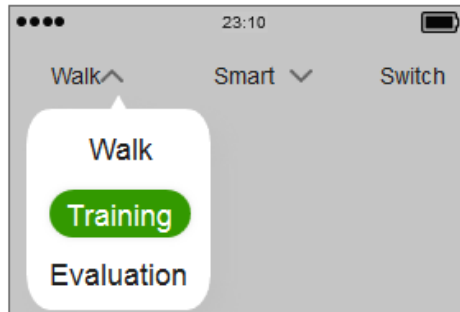 23:10
Walk Smart Switch
Walk
Training
Evaluation